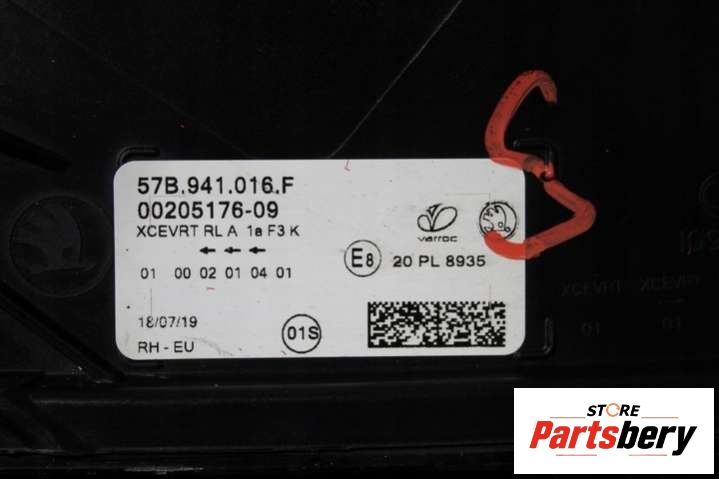 57B.941.016.F
00205176-09
XCEVRT RL A 1a F3 K
varroc
01 00 02 01 04 01
E8 20 PL 8935
18/07/19
01S
RH - EU
XCEVRT XCEVRT
01 01
STORE
Partsbery